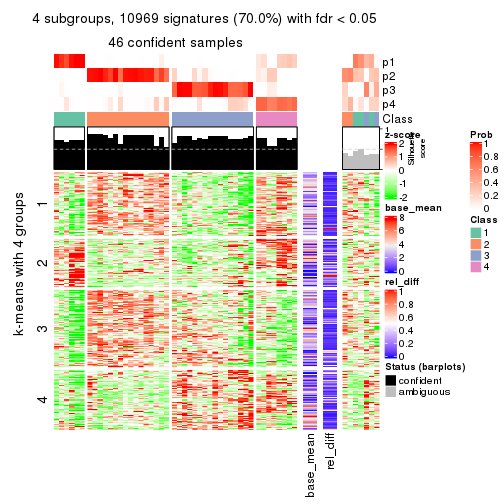 4 subgroups, 10969 signatures (70.0%) with fdr < 0.05
46 confident samples
p1
p2
p3
p4
Class
1
Silhouette
score
k-means with 4 groups
1
2
3
4
base_mean
rel_diff
z-score
2
1
0
-1
-2
base_mean
8
6
4
2
0
rel_diff
1
0.8
0.6
0.4
0.2
0
Status (barplots)
confident
ambiguous
Prob
1
0.8
0.6
0.4
0.2
0
Class
1
2
3
4